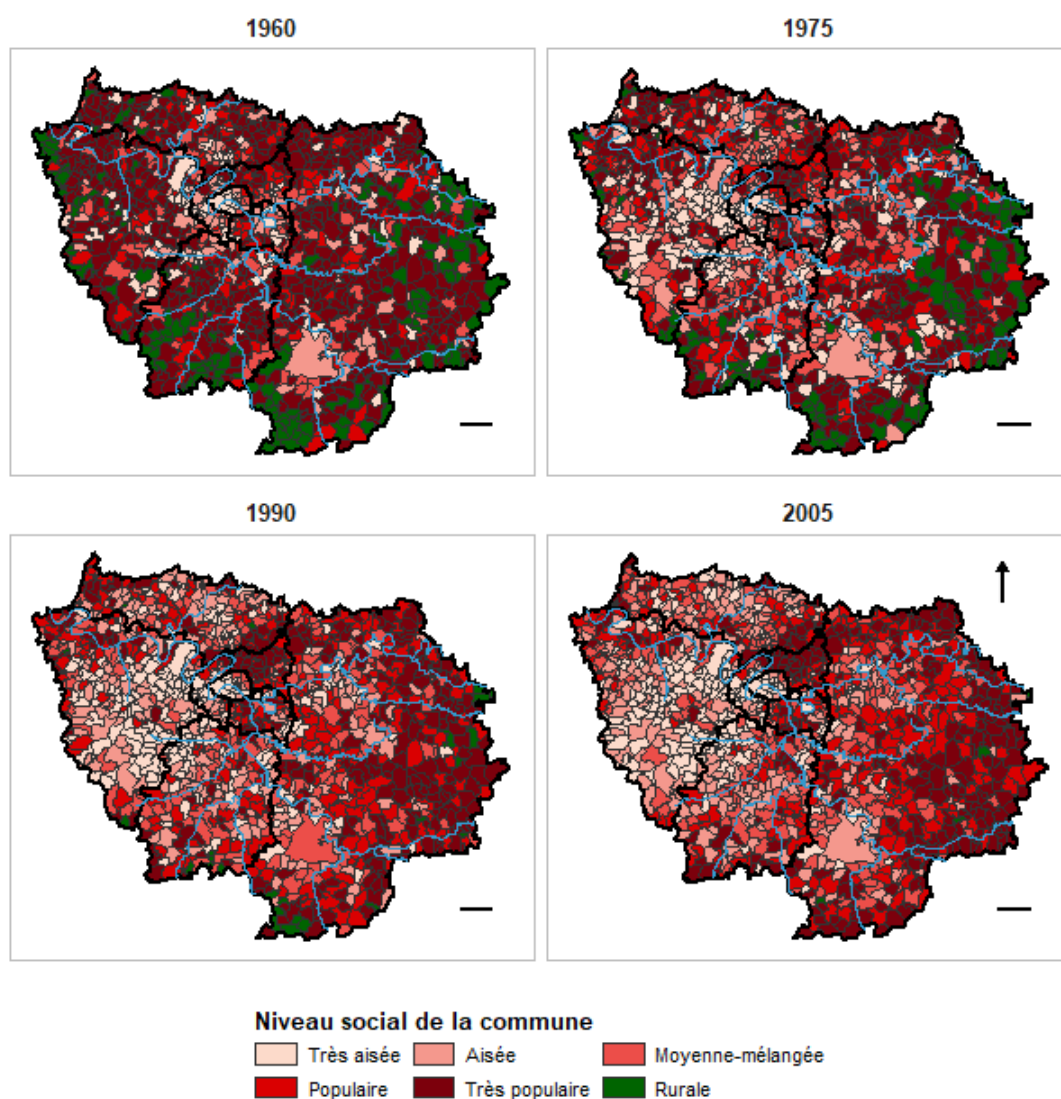 1960
1975
1990
2005
Niveau social de la commune
Très aisée
Aisée
Moyenne-mélangée
Populaire
Très populaire
Rurale